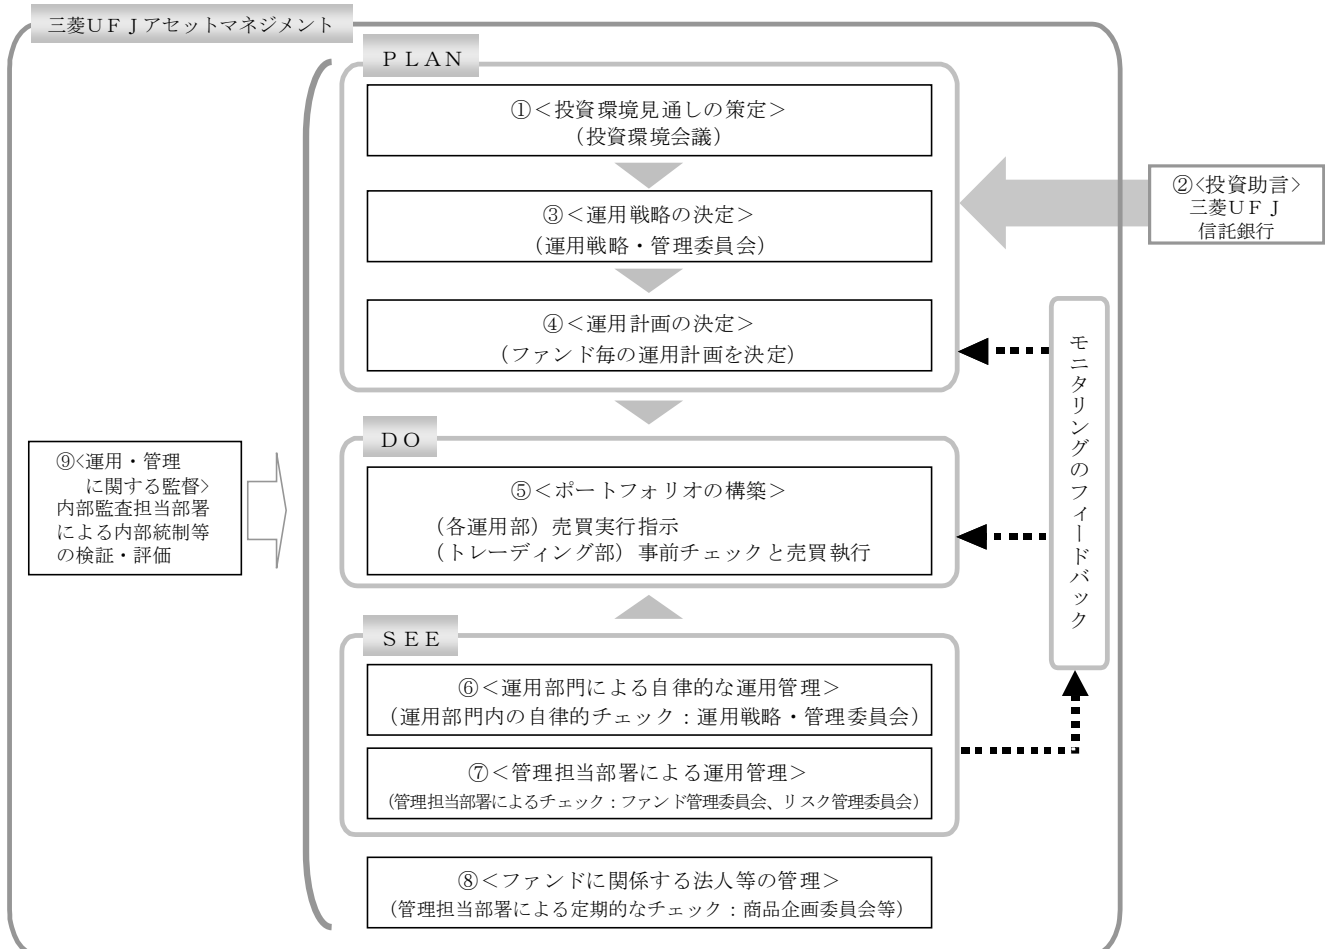 三菱ＵＦＪアセットマネジメント
ＰＬＡＮ
①＜投資環境見通しの策定＞
（投資環境会議）
②<投資助言>
三菱ＵＦＪ
信託銀行
③＜運用戦略の決定＞
（運用戦略・管理委員会）
④＜運用計画の決定＞
（ファンド毎の運用計画を決定）
モニタリングのフィードバック
ＤＯ
⑤＜ポートフォリオの構築＞
（各運用部）売買実行指示
（トレーディング部）事前チェックと売買執行
⑨<運用・管理
に関する監督>
内部監査担当部署
による内部統制等
の検証・評価
ＳＥＥ
⑥＜運用部門による自律的な運用管理＞
（運用部門内の自律的チェック：運用戦略・管理委員会）
⑦＜管理担当部署による運用管理＞
（管理担当部署によるチェック：ファンド管理委員会、リスク管理委員会）
⑧＜ファンドに関係する法人等の管理＞
（管理担当部署による定期的なチェック：商品企画委員会等）